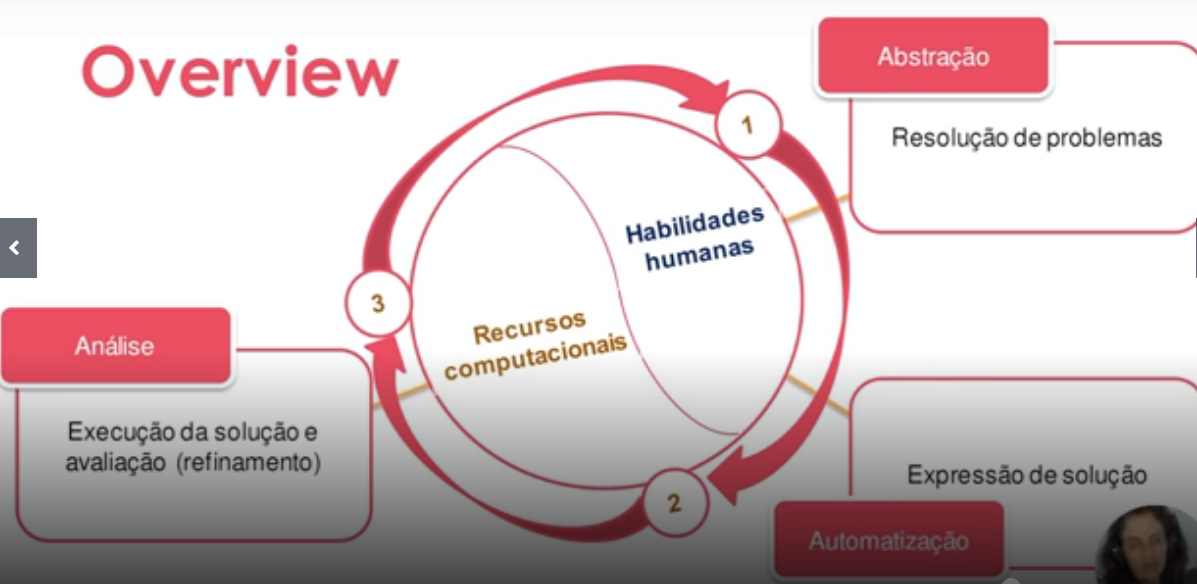 Overview
Abstração
Resolução de problemas
1
Habilidades
humanas
3
Recursos
computacionais
Análise
Execução da solução e
avaliação (refinamento)
2
Expressão de solução
Automatização